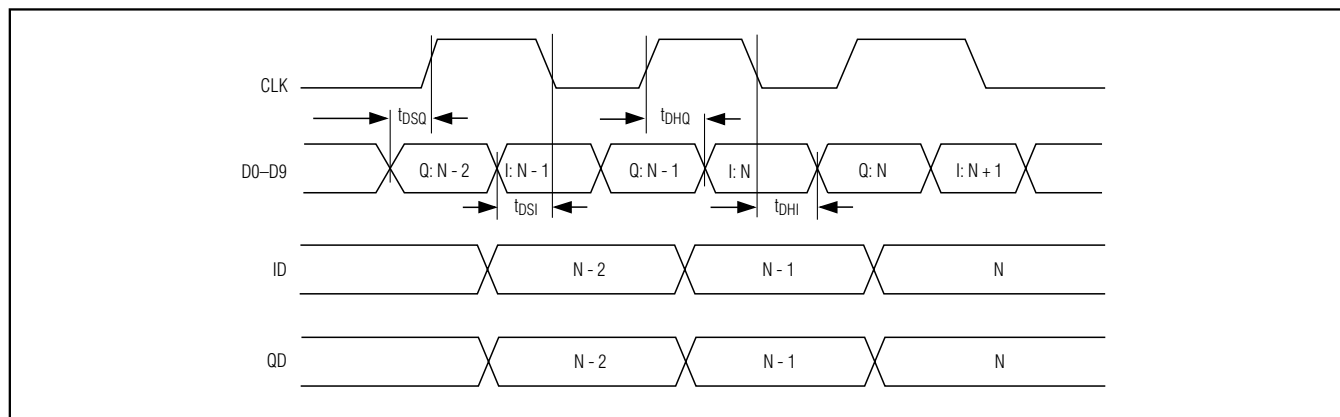 CLK
tDSQ
tDHQ
D0–D9
Q: N - 2
I: N - 1
Q: N - 1
I: N
Q: N
I: N + 1
tDSI
tDHI
ID
N - 2
N - 1
N
QD
N - 2
N - 1
N